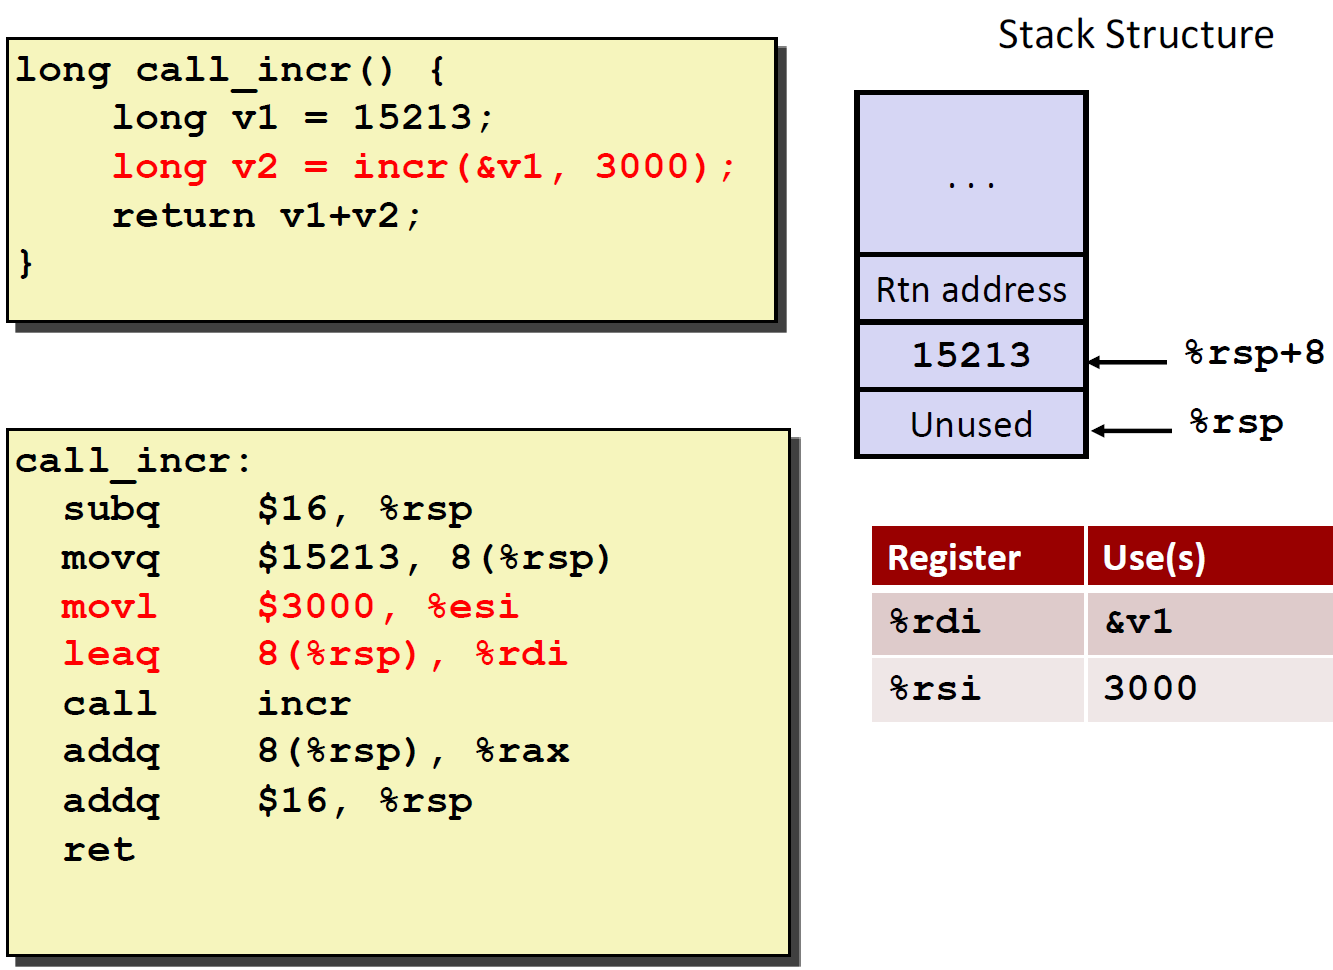 Stack Structure
long call_incr() {
    long v1 = 15213;
    long v2 = incr(&v1, 3000);
    return v1+v2;
}
. . .
Rtn address
15213
%rsp+8
Unused
%rsp
call_incr:
  subq    $16, %rsp
  movq    $15213, 8(%rsp)
  movl    $3000, %esi
  leaq    8(%rsp), %rdi
  call    incr
  addq    8(%rsp), %rax
  addq    $16, %rsp
  ret
Register Use(s)
%rdi &v1
%rsi 3000